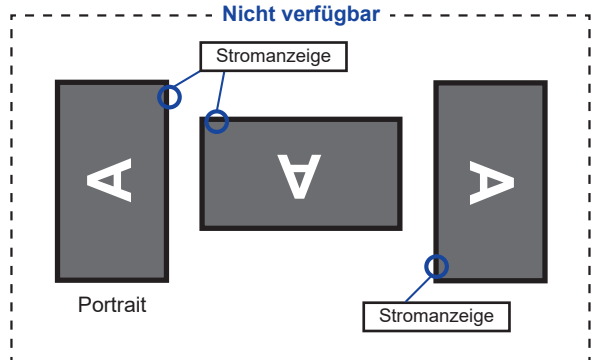 Nicht verfügbar
Stromanzeige
A
A
A
Portrait
Stromanzeige